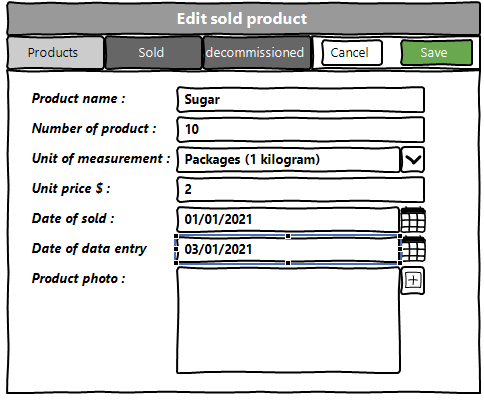 Edit sold product
Products Sold decommissioned Cancel Save
Product name : Sugar
Number of product : 10
Unit of measurement : Packages (1 kilogram)
Unit price $ : 2
Date of sold : 01/01/2021
Date of data entry 03/01/2021
Product photo :